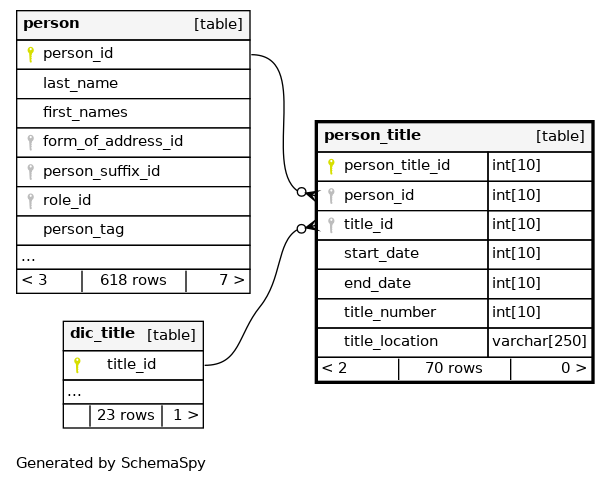 person [table]
person_id
last_name
first_names
form_of_address_id
person_suffix_id
role_id
person_tag
...
< 3 618 rows 7 >
person_title [table]
person_title_id int[10]
person_id int[10]
title_id int[10]
start_date int[10]
end_date int[10]
title_number int[10]
title_location varchar[250]
< 2 70 rows 0 >
dic_title [table]
title_id
...
23 rows 1 >
Generated by SchemaSpy